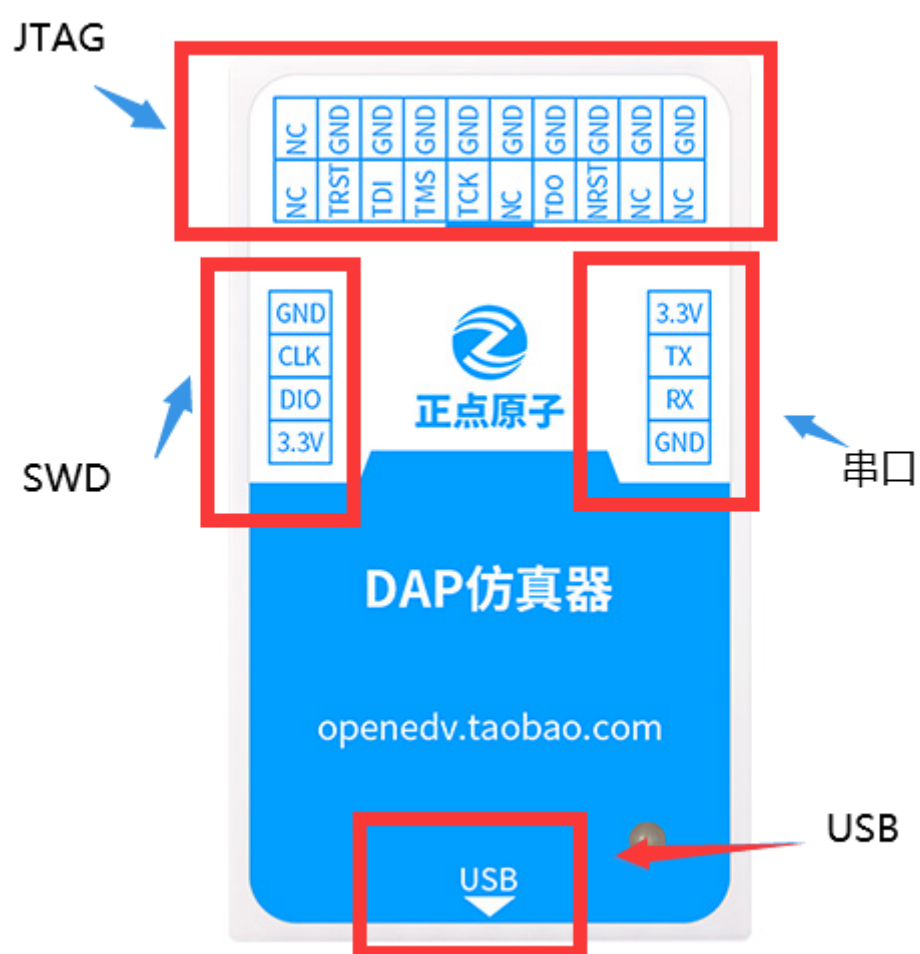 JTAG
NC GND GND GND GND GND GND GND GND GND
NC TRST TDI TMS TCK NC TDO NRST NC NC
GND
CLK
DIO
3.3V
SWD
正点原子
3.3V
TX
RX
GND
串口
DAP仿真器
openedv.taobao.com
USB
USB